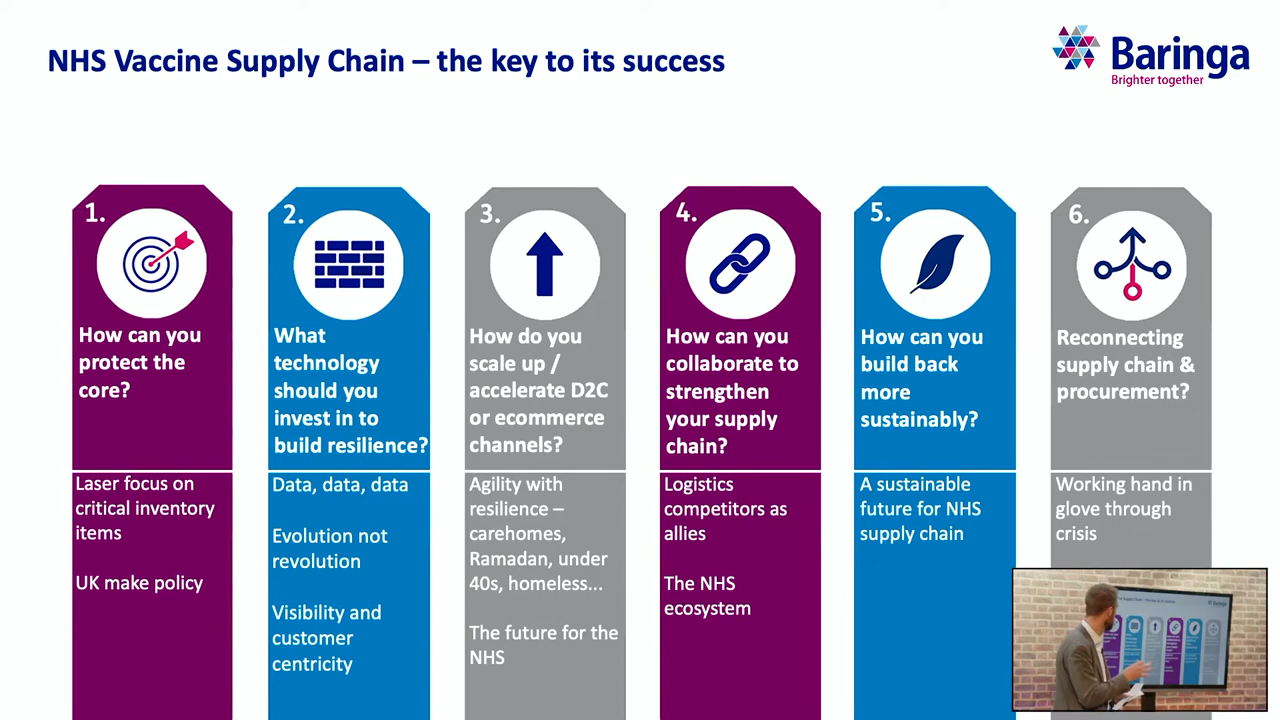 NHS Vaccine Supply Chain – the key to its success
Baringa
Brighter together
1.
How can you
protect the
core?
Laser focus on
critical inventory
items
UK make policy
2.
What
technology
should you
invest in to
build resilience?
Data, data, data
Evolution not
revolution
Visibility and
customer
centricity
3.
How do you
scale up /
accelerate D2C
or ecommerce
channels?
Agility with
resilience –
carehomes,
Ramadan, under
40s, homeless...
The future for the
NHS
4.
How can you
collaborate to
strengthen
your supply
chain?
Logistics
competitors as
allies
The NHS
ecosystem
5.
How can you
build back
more
sustainably?
A sustainable
future for NHS
supply chain
6.
Reconnecting
supply chain &
procurement?
Working hand in
glove through
crisis
Baringa